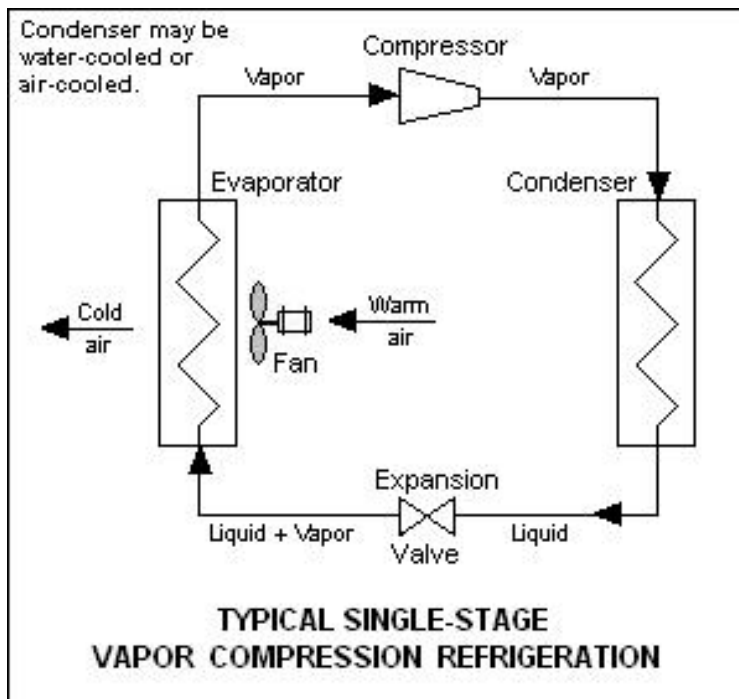 Condenser may be
water-cooled or
air-cooled.
Compressor
Vapor
Vapor
Evaporator
Condenser
Cold
air
Warm
air
Fan
Expansion
Valve
Liquid + Vapor
Liquid
TYPICAL SINGLE-STAGE
VAPOR COMPRESSION REFRIGERATION